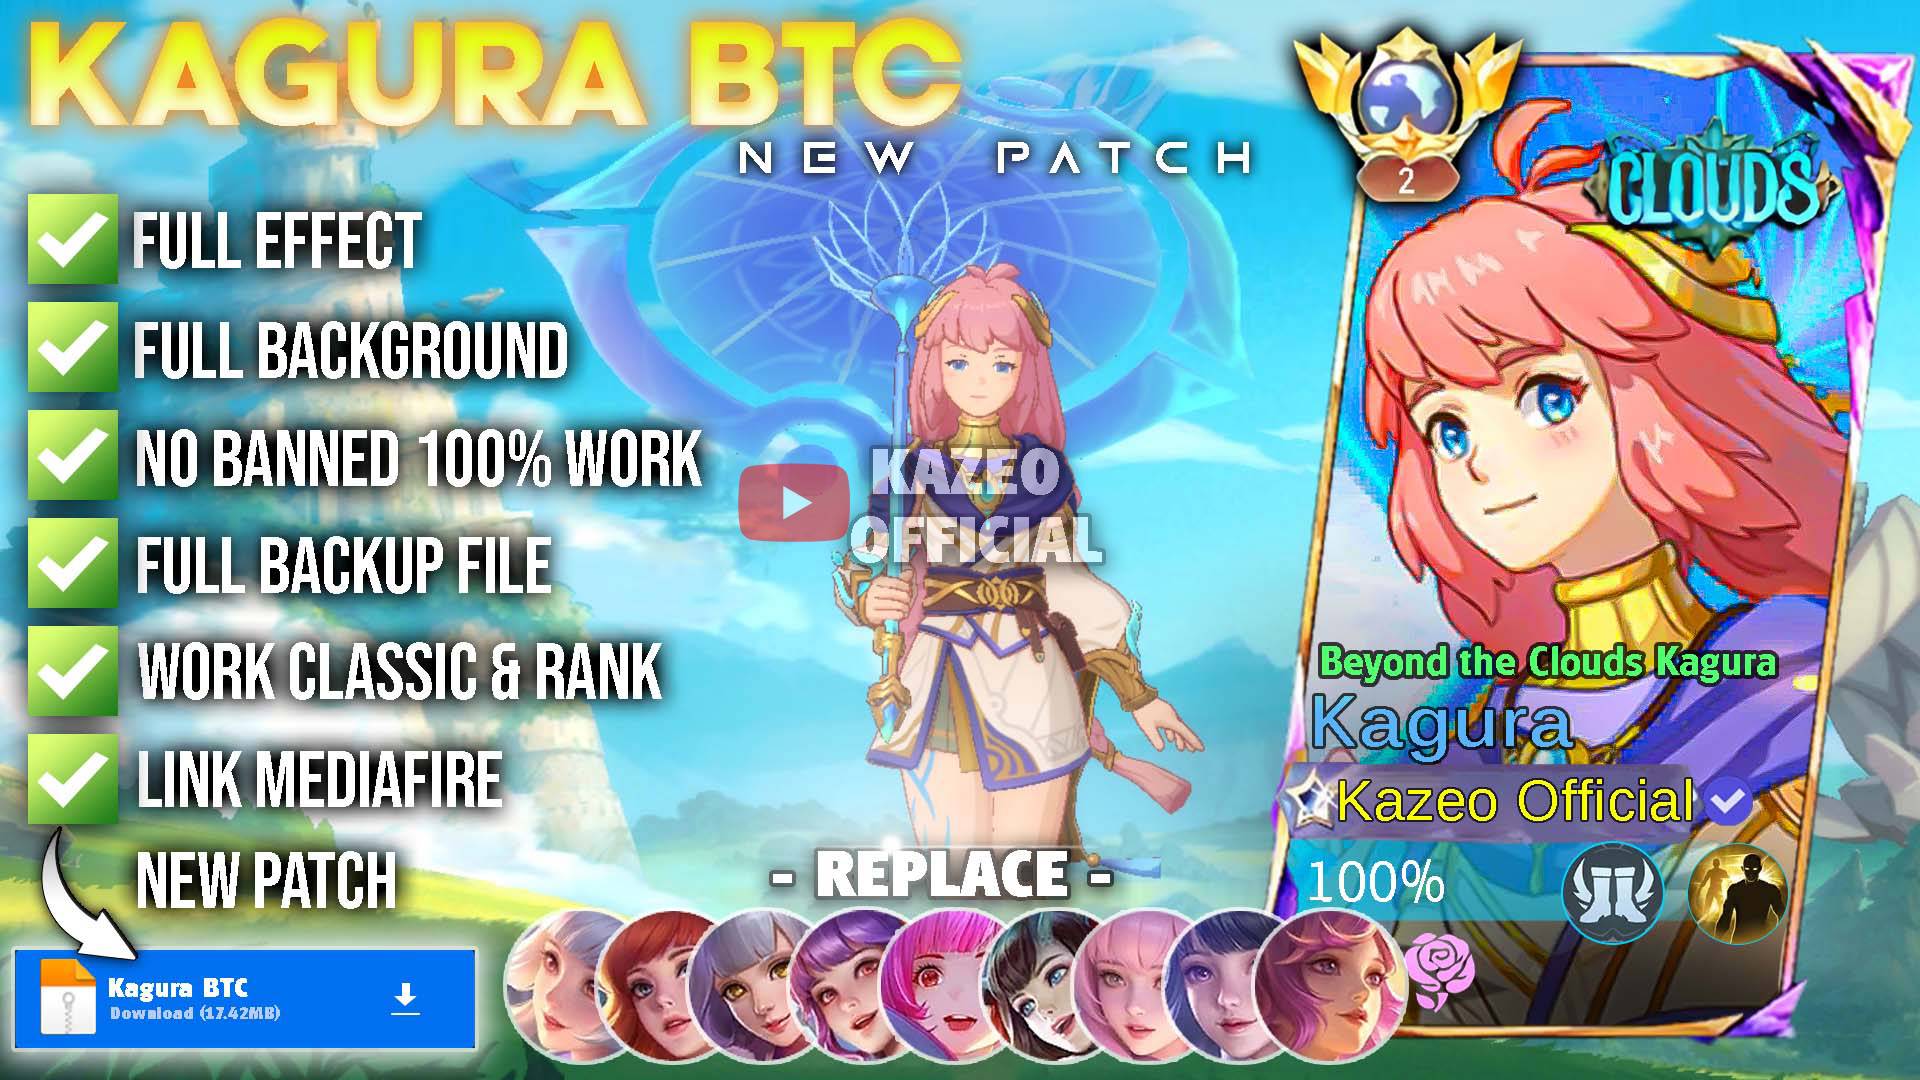 KAGURA BTC
NEW PATCH
FULL EFFECT
FULL BACKGROUND
NO BANNED 100% WORK
FULL BACKUP FILE
WORK CLASSIC & RANK
LINK MEDIAFIRE
NEW PATCH
Kagura BTC
Download (17.42MB)
KAZEO
OFFICIAL
- REPLACE -
2
CLOUDS
Beyond the Clouds Kagura
Kagura
Kazeo Official
100%